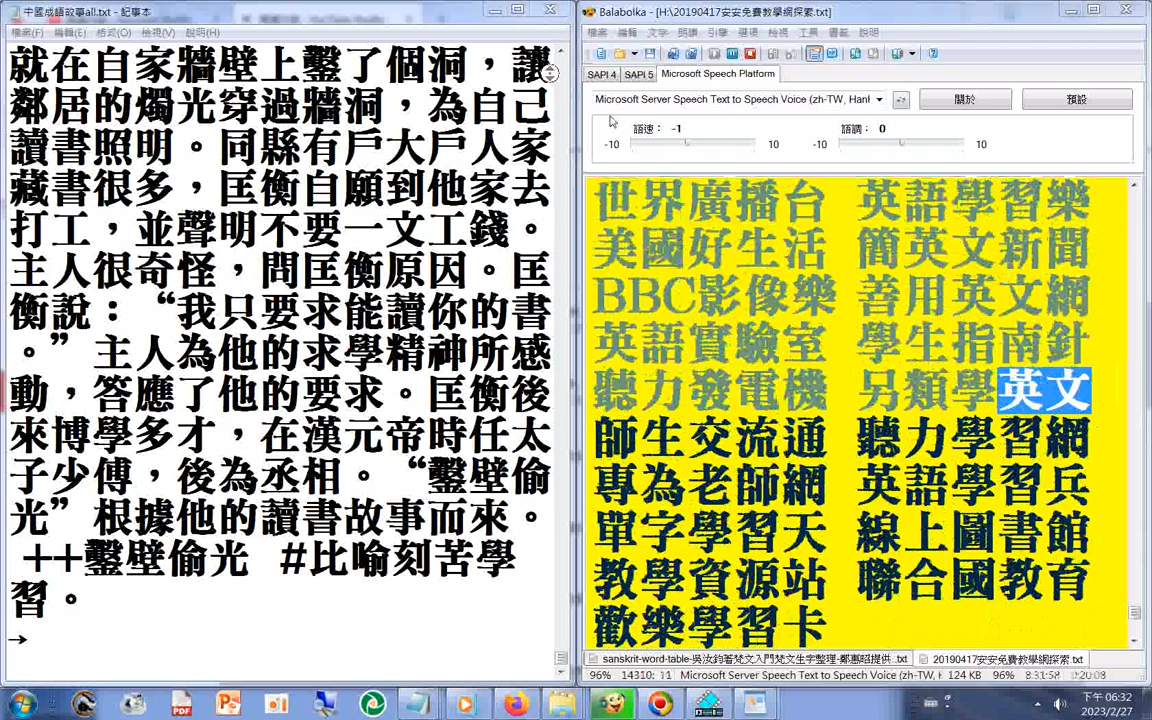 中國成語故事all.txt - 記事本
檔案(F) 編輯(E) 格式(O) 檢視(V) 說明(H)
就在自家牆壁上鑿了個洞，讓
鄰居的燭光穿過牆洞，為自己
讀書照明。同縣有戶大戶人家
藏書很多，匡衡自願到他家去
打工，並聲明不要一文工錢。
主人很奇怪，問匡衡原因。匡
衡說：“我只要求能讀你的書
。”主人為他的求學精神所感
動，答應了他的要求。匡衡後
來博學多才，在漢元帝時任太
子少傅，後為丞相。“鑿壁偷
光”根據他的讀書故事而來。
++鑿壁偷光 #比喻刻苦學
習。
→
Balabolka - [H:\20190417安安免費教學網探索.txt]
檔案 編輯 文字 朗讀 引擎 選項 檢視 工具 書籤 說明
SAPI 4 SAPI 5 Microsoft Speech Platform
Microsoft Server Speech Text to Speech Voice (zh-TW, Hanl 關於 預設
語速： -1 語調： 0
-10 10 -10 10
世界廣播台 英語學習樂
美國好生活 簡英文新聞
BBC影像樂 善用英文網
英語實驗室 學生指南針
聽力發電機 另類學英文
師生交流通 聽力學習網
專為老師網 英語學習兵
單字學習天 線上圖書館
教學資源站 聯合國教育
歡樂學習卡
sanskrit-word-table-吳汝鈞著梵文入門梵文生字整理-鄭惠昭提供...txt 20190417安安免費教學網探索.txt
96% 14310: 11 Microsoft Server Speech Text to Speech Voice (zh-TW, H 124 KB 96% 8:31:58 0:20:08
下午 06:32
2023/2/27